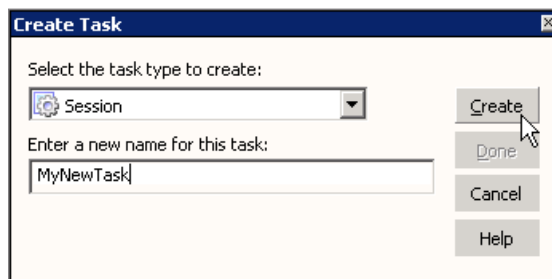 Create Task
Select the task type to create:
Session
Create
Enter a new name for this task:
Done
MyNewTask
Cancel
Help